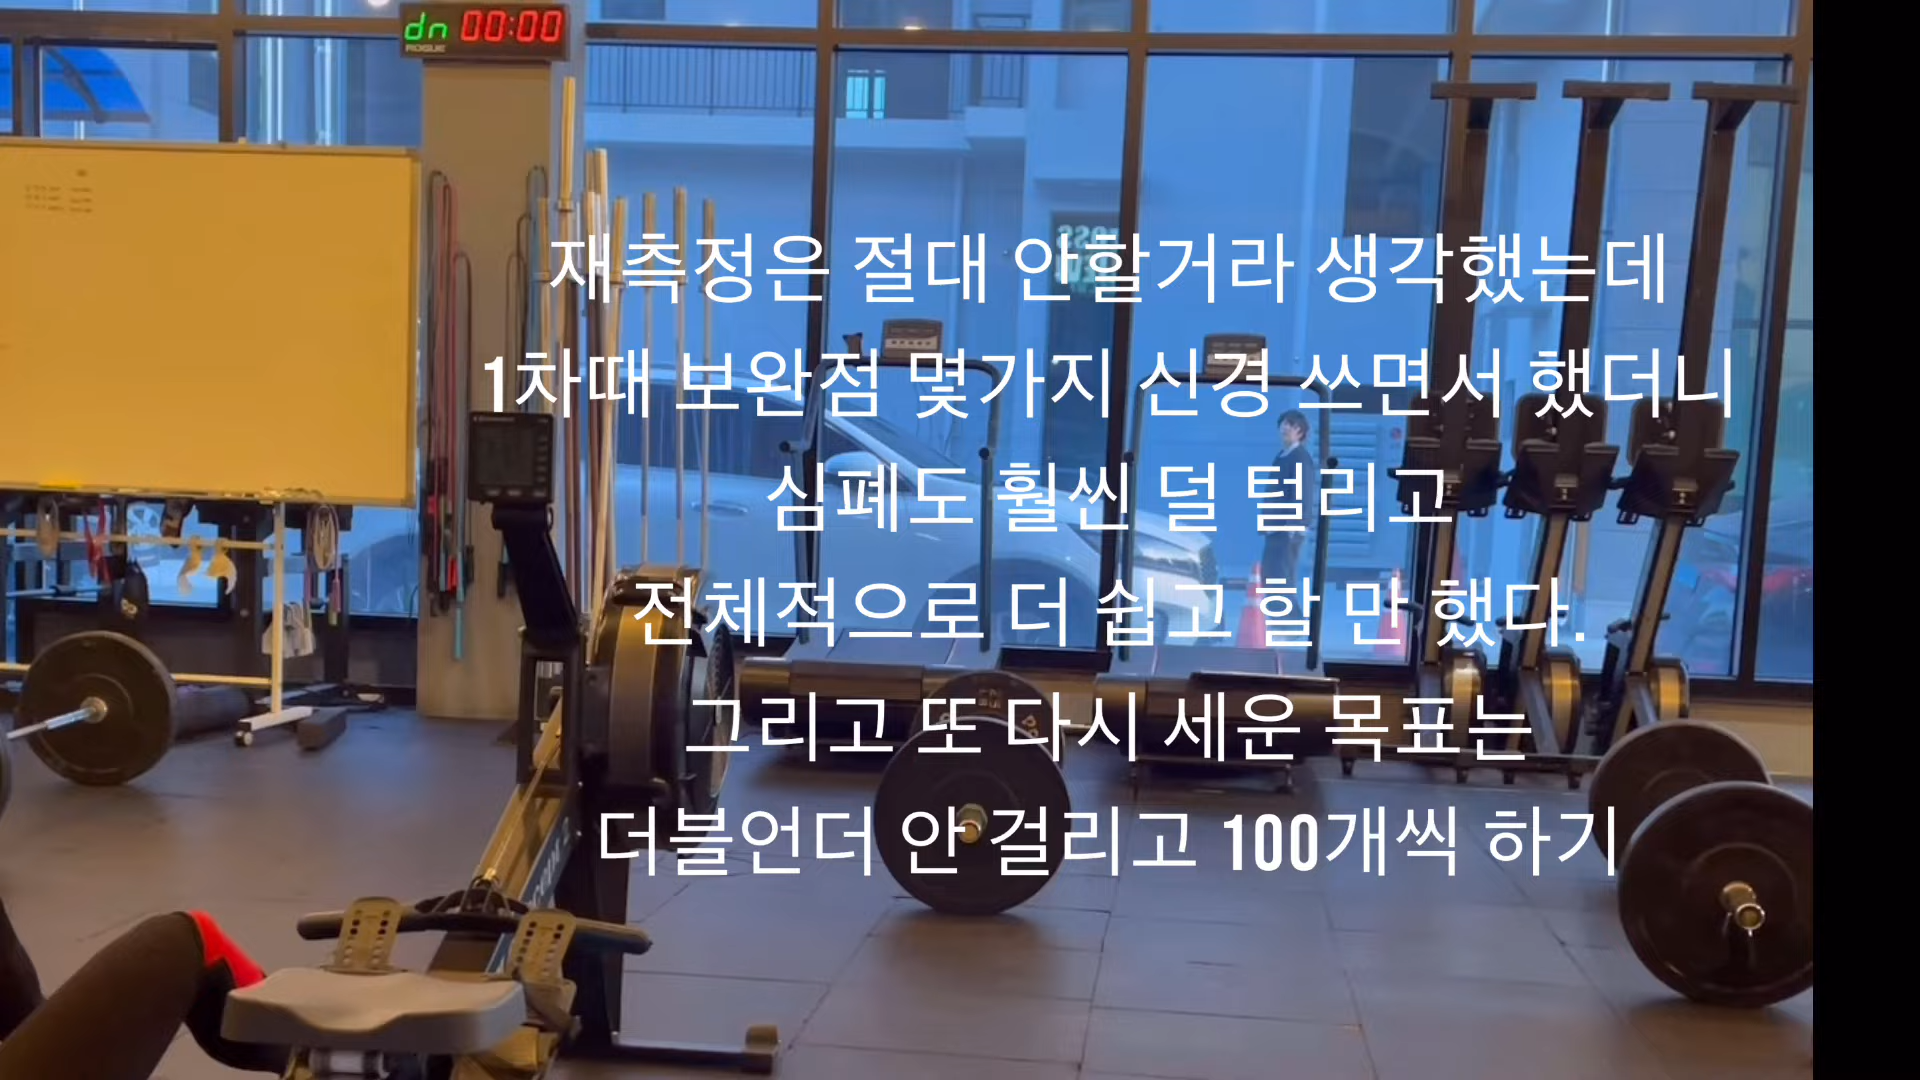 dn 00:00
ROGUE
재측정은 절대 안할거라 생각했는데
1차때 보완점 몇가지 신경 쓰면서 했더니
심폐도 훨씬 덜 털리고
전체적으로 더 쉽고 할 만 했다.
그리고 또 다시 세운 목표는
더블언더 안 걸리고 100개씩 하기